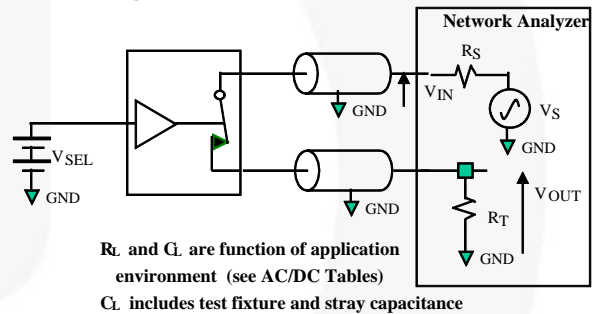 Network Analyzer
RS
VIN
GND
VS
GND
VSEL
GND
GND
VOUT
RT
GND
RL and CL are function of application
environment (see AC/DC Tables)
CL includes test fixture and stray capacitance